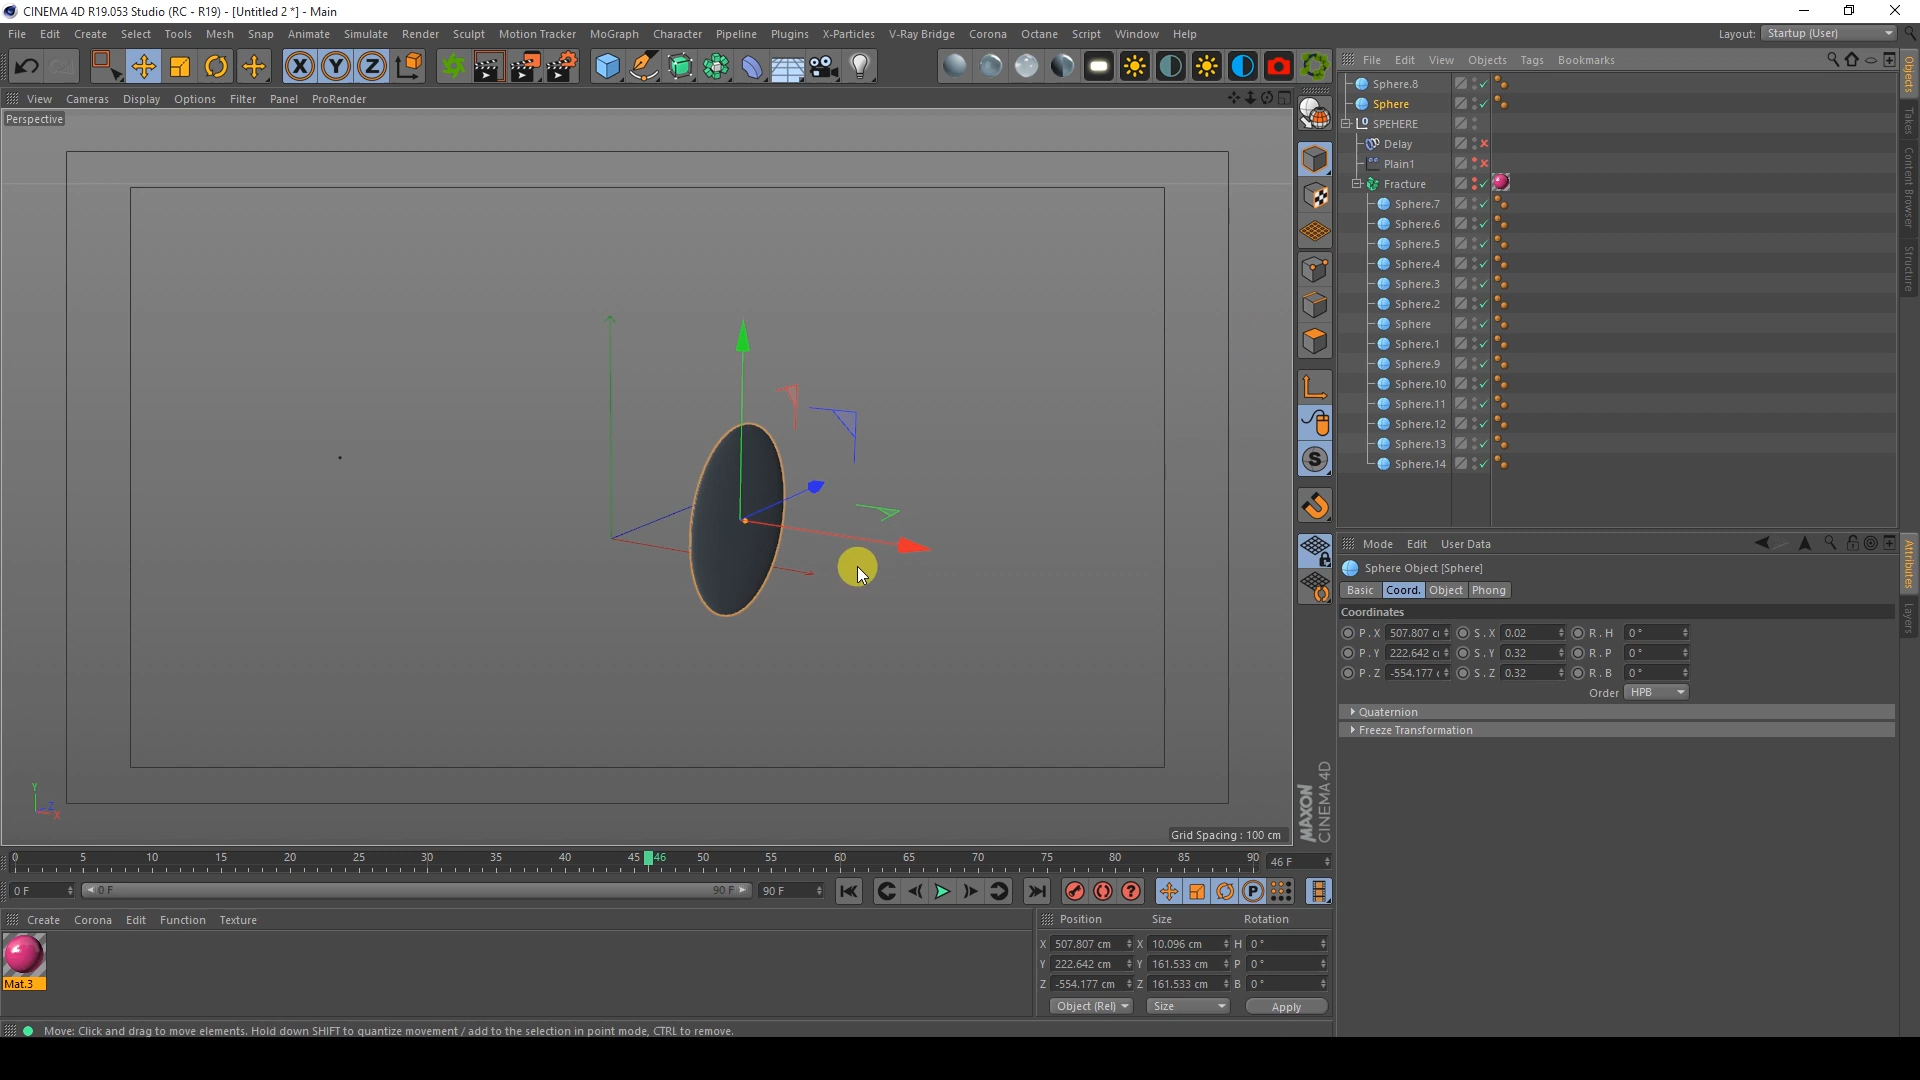 CINEMA 4D R19.053 Studio (RC - R19) - [Untitled 2 *] - Main
File Edit Create Select Tools Mesh Snap Animate Simulate Render Sculpt Motion Tracker MoGraph Character Pipeline Plugins X-Particles V-Ray Bridge Corona Octane Script Window Help Layout: Startup (User)
X Y Z
File Edit View Objects Tags Bookmarks
View Cameras Display Options Filter Panel ProRender
Perspective
Sphere.8
Sphere
SPEHERE
Delay
Plain1
Fracture
Sphere.7
Sphere.6
Sphere.5
Sphere.4
Sphere.3
Sphere.2
Sphere
Sphere.1
Sphere.9
Sphere.10
Sphere.11
Sphere.12
Sphere.13
Sphere.14
Objects
Takes
Content Browser
Structure
S
Mode Edit User Data
Sphere Object [Sphere]
Basic Coord. Object Phong
Coordinates
P . X 507.807 c S . X 0.02 R . H 0 °
P . Y 222.642 c S . Y 0.32 R . P 0 °
P . Z -554.177 c S . Z 0.32 R . B 0 °
Order HPB
Quaternion
Freeze Transformation
Attributes
Layers
Y
Z
X
Grid Spacing : 100 cm
MAXON
CINEMA 4D
0 5 10 15 20 25 30 35 40 45 46 50 55 60 65 70 75 80 85 90 46 F
0 F 0 F 90 F 90 F
P
Create Corona Edit Function Texture
Mat.3
Position Size Rotation
X 507.807 cm X 10.096 cm H 0 °
Y 222.642 cm Y 161.533 cm P 0 °
Z -554.177 cm Z 161.533 cm B 0 °
Object (Rel) Size Apply
Move: Click and drag to move elements. Hold down SHIFT to quantize movement / add to the selection in point mode, CTRL to remove.